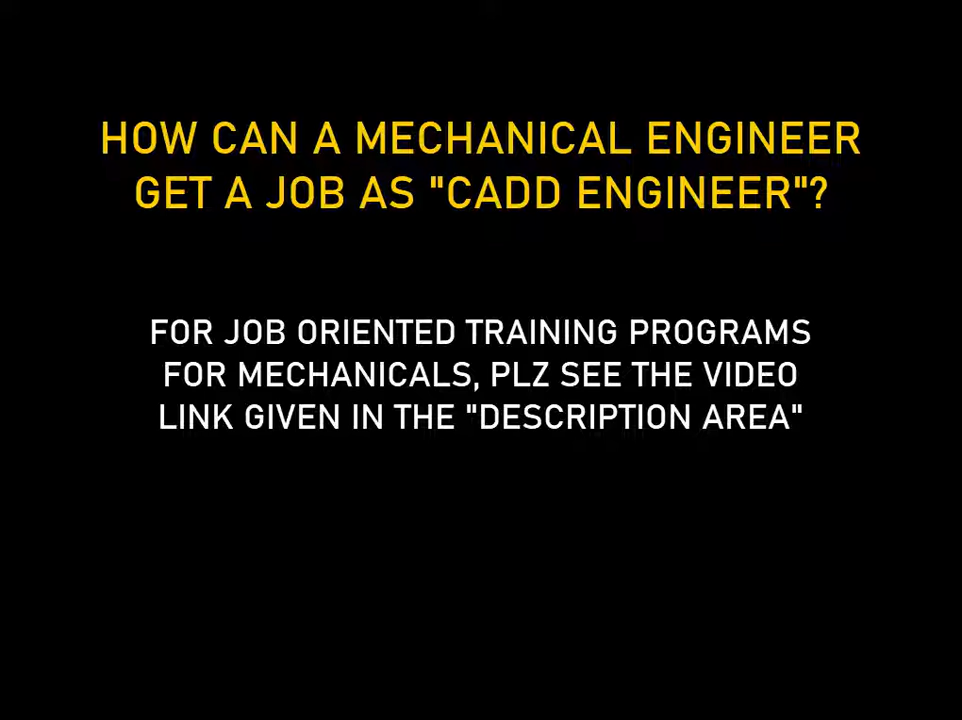 HOW CAN A MECHANICAL ENGINEER
GET A JOB AS "CADD ENGINEER"?
FOR JOB ORIENTED TRAINING PROGRAMS
FOR MECHANICALS, PLZ SEE THE VIDEO
LINK GIVEN IN THE "DESCRIPTION AREA"